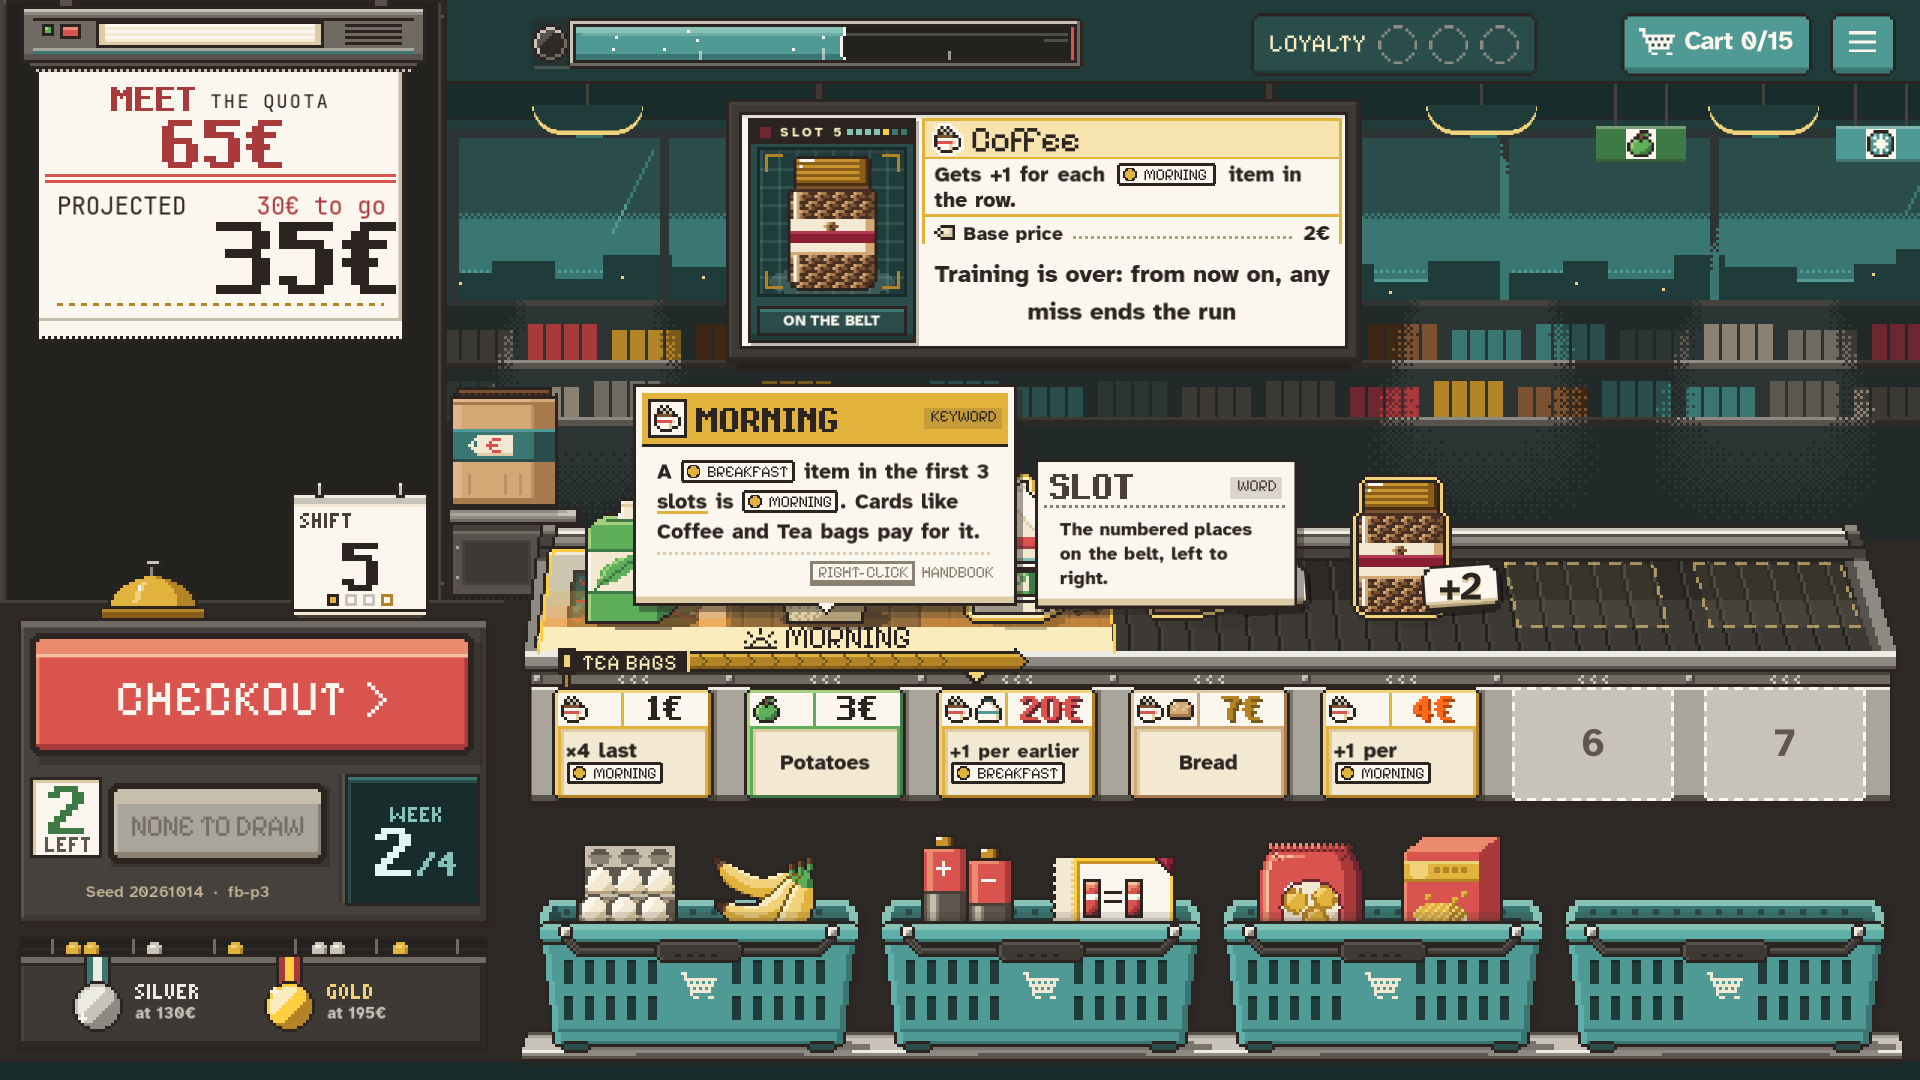 MEET THE QUOTA
65€
PROJECTED 30€ to go
35€
SHIFT
5
CHECKOUT >
2
LEFT
NONE TO DRAW
WEEK
2/4
Seed 20261014 · fb-p3
SILVER
at 130€
GOLD
at 195€
LOYALTY
Cart 0/15
SLOT 5
ON THE BELT
Coffee
Gets +1 for each MORNING item in
the row.
Base price 2€
Training is over: from now on, any
miss ends the run
MORNING KEYWORD
A BREAKFAST item in the first 3
slots is MORNING. Cards like
Coffee and Tea bags pay for it.
RIGHT-CLICK HANDBOOK
SLOT WORD
The numbered places
on the belt, left to
right.
+2
MORNING
TEA BAGS
1€
×4 last
MORNING
3€
Potatoes
20€
+1 per earlier
BREAKFAST
7€
Bread
4€
+1 per
MORNING
6
7